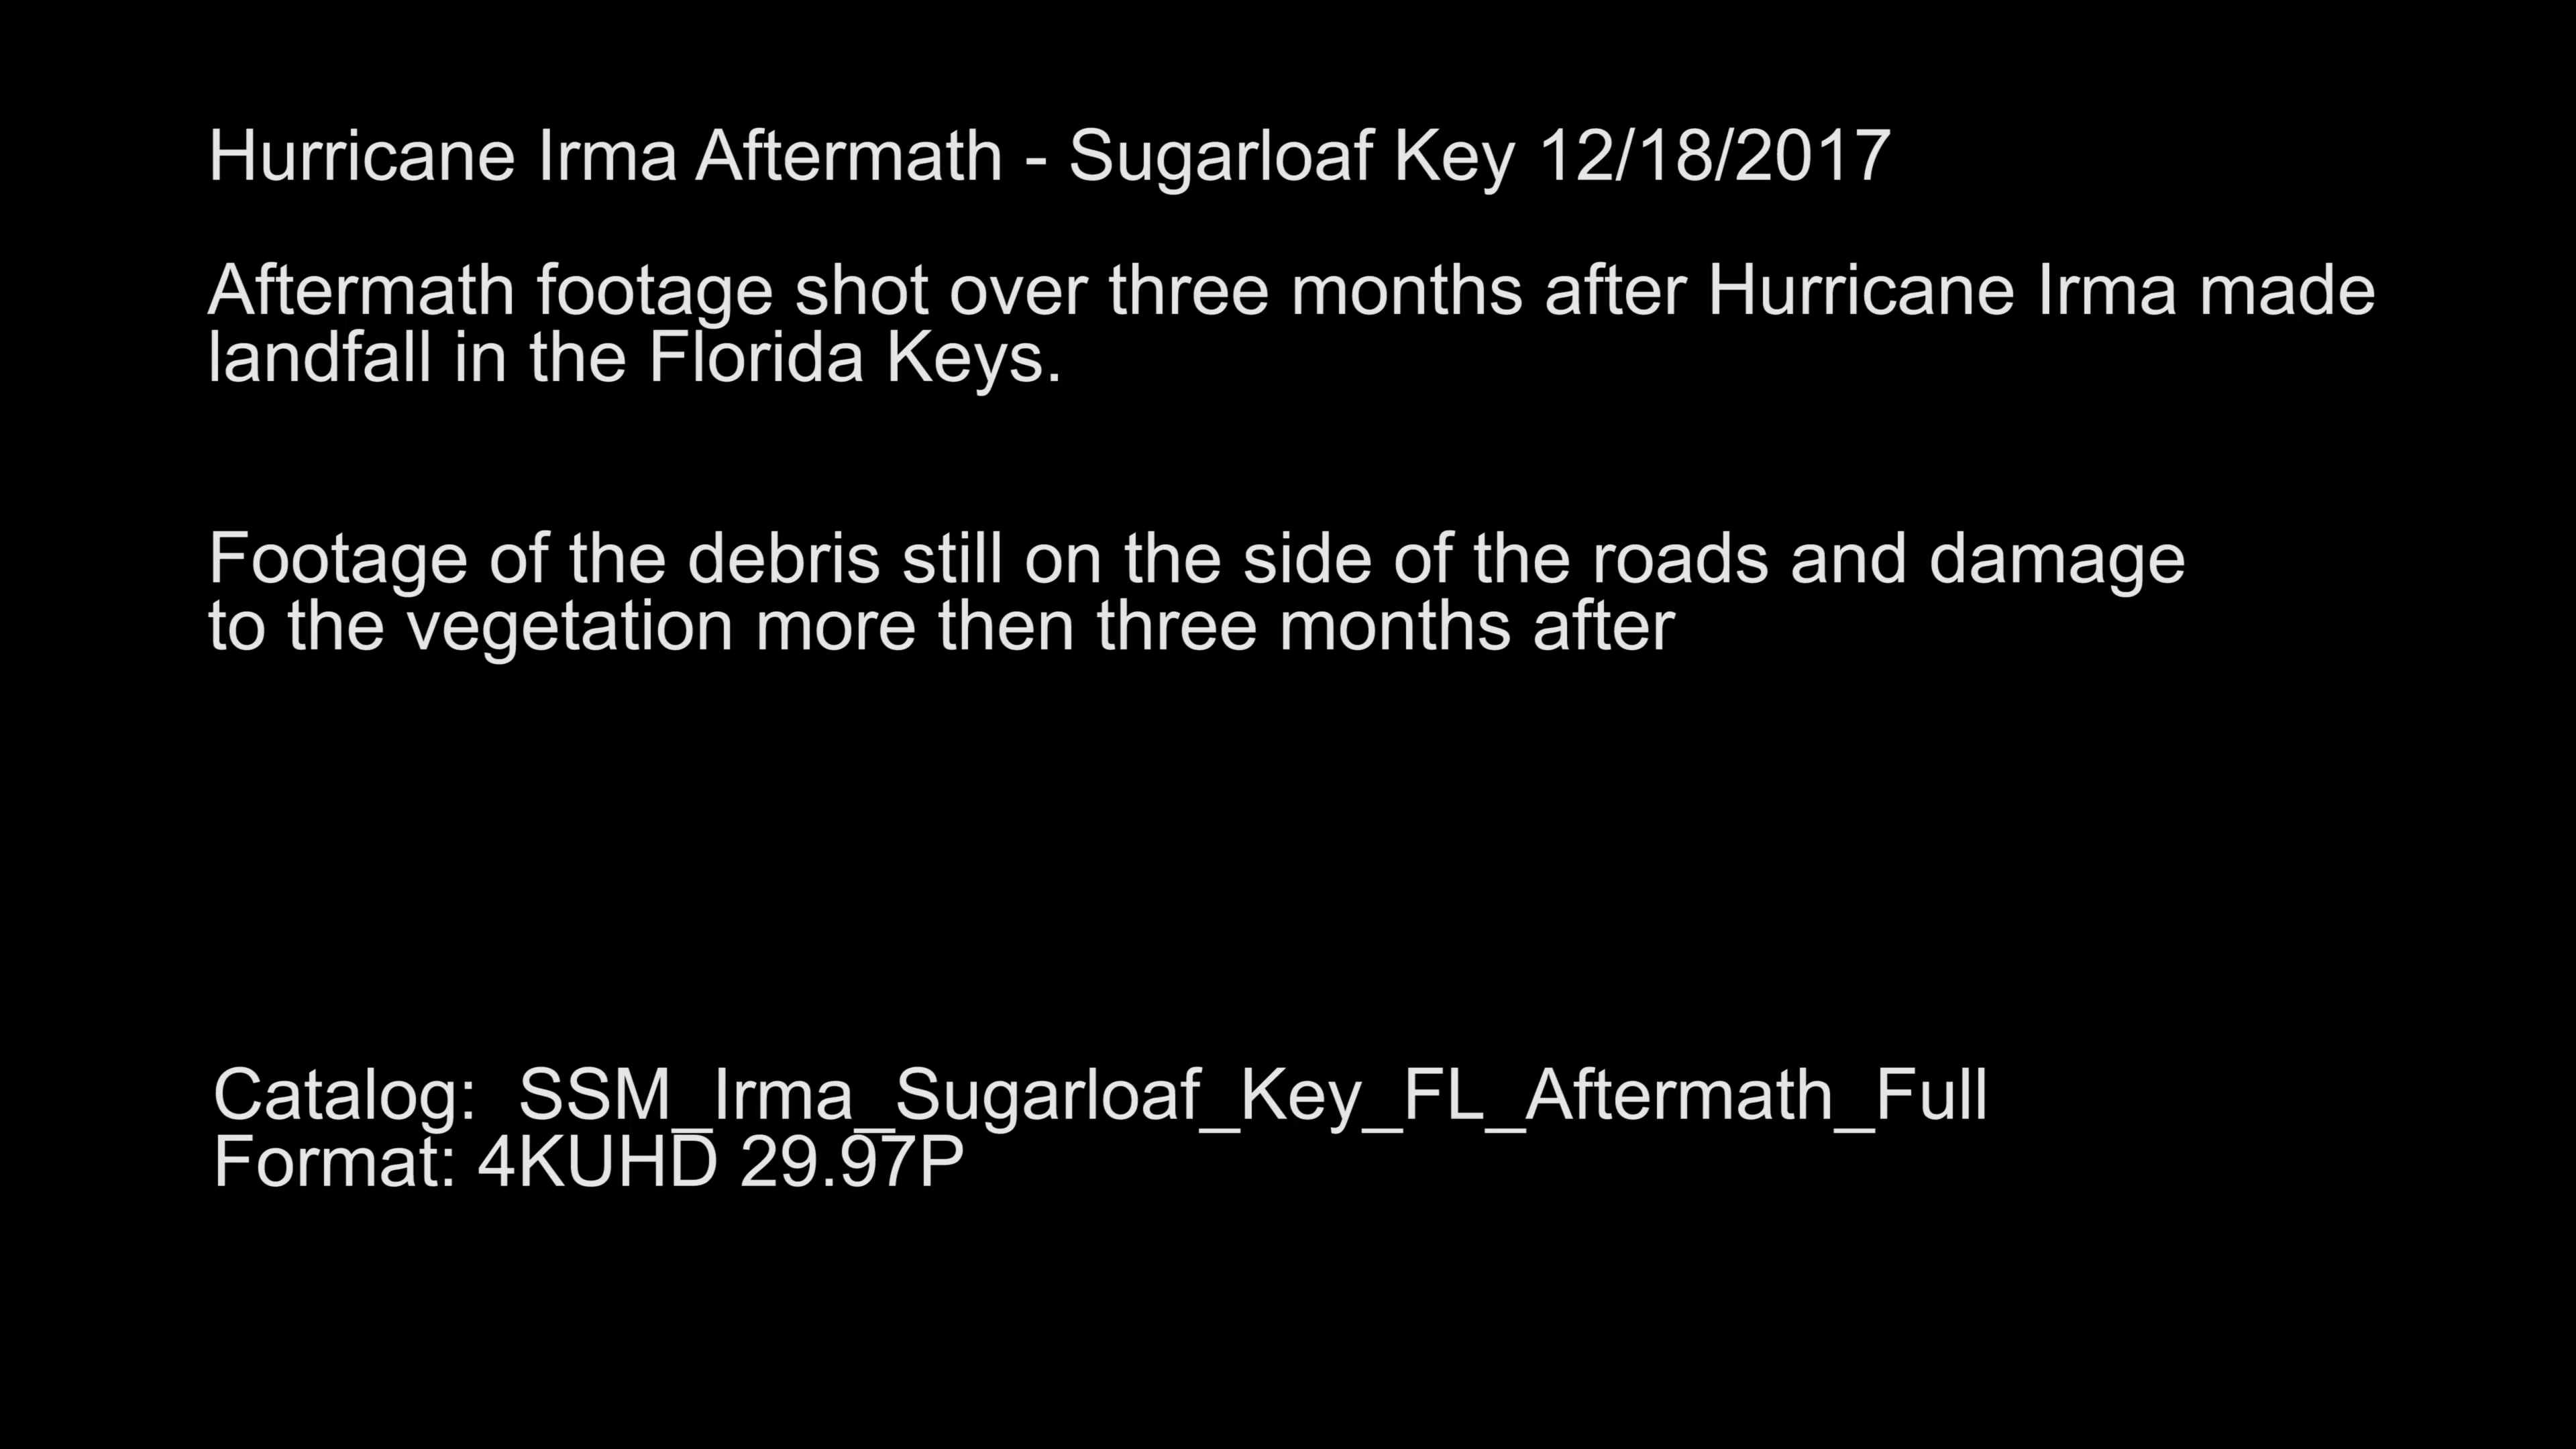 Hurricane Irma Aftermath - Sugarloaf Key 12/18/2017
Aftermath footage shot over three months after Hurricane Irma made
landfall in the Florida Keys.
Footage of the debris still on the side of the roads and damage
to the vegetation more then three months after
Catalog:  SSM_Irma_Sugarloaf_Key_FL_Aftermath_Full
Format: 4KUHD 29.97P